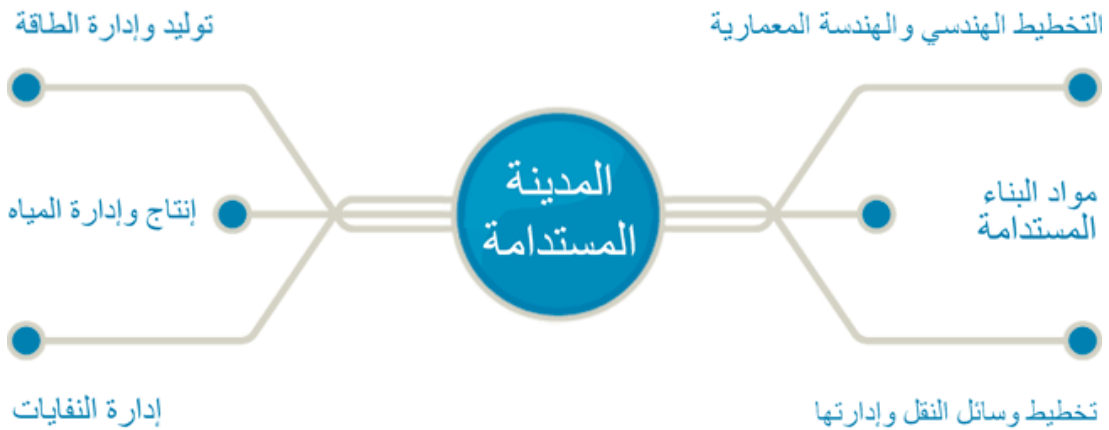 التخطيط الهندسي والهندسة المعمارية
توليد وإدارة الطاقة
المدينة
المستدامة
مواد البناء
المستدامة
إنتاج وإدارة المياه
تخطيط وسائل النقل وإدارتها
إدارة النفايات